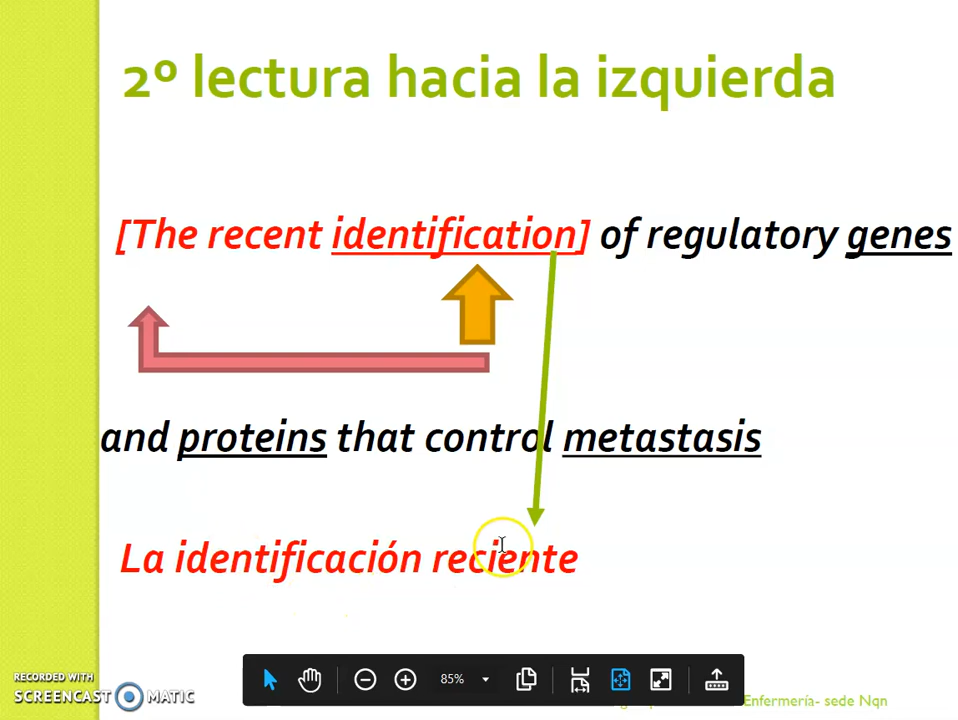 2º lectura hacia la izquierda
[The recent identification] of regulatory genes
and proteins that control metastasis
La identificación reciente
85%
RECORDED WITH
SCREENCAST MATIC
Enfermería- sede Nqn